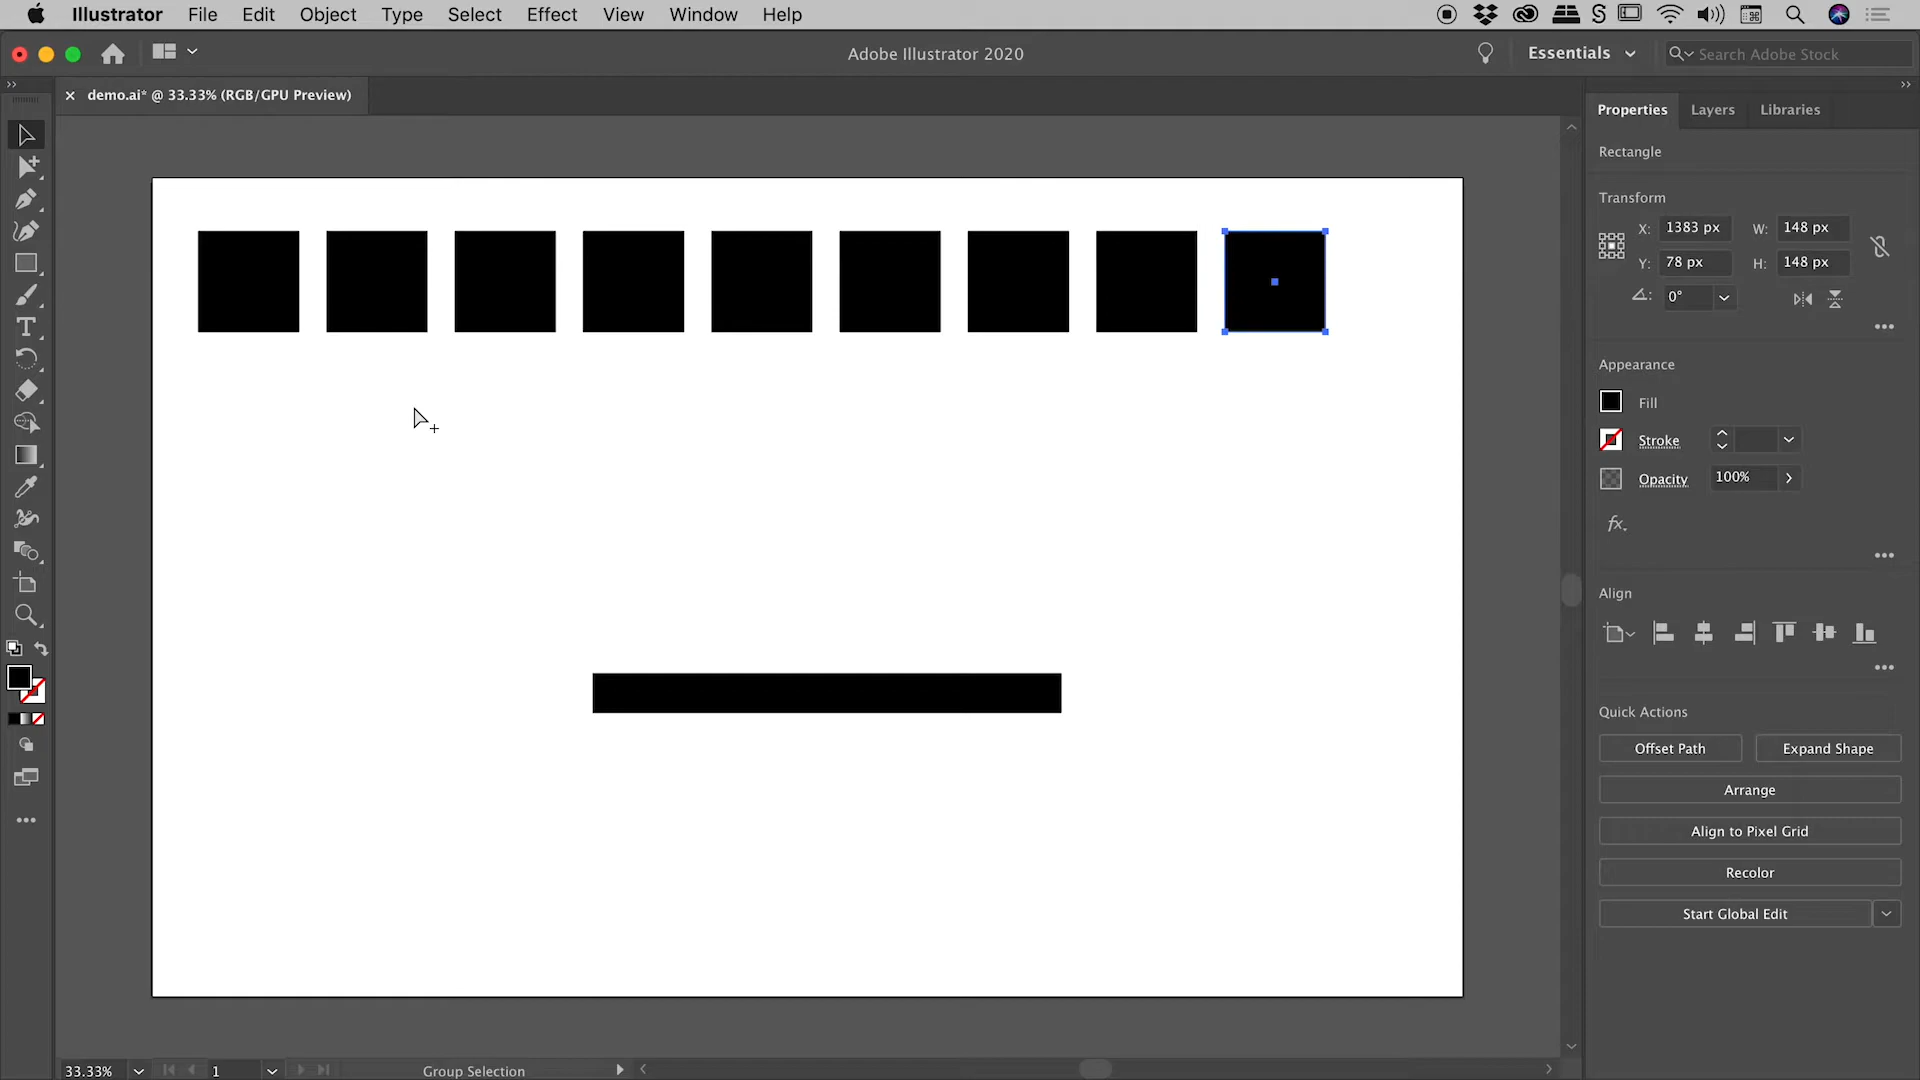 Illustrator File Edit Object Type Select Effect View Window Help
Adobe Illustrator 2020
Essentials
Search Adobe Stock
demo.ai* @ 33.33% (RGB/GPU Preview)
Properties Layers Libraries
Rectangle
Transform
X: 1383 px W: 148 px
Y: 78 px H: 148 px
0°
Appearance
Fill
Stroke
Opacity 100%
fx
Align
Quick Actions
Offset Path Expand Shape
Arrange
Align to Pixel Grid
Recolor
Start Global Edit
33.33% 1 Group Selection